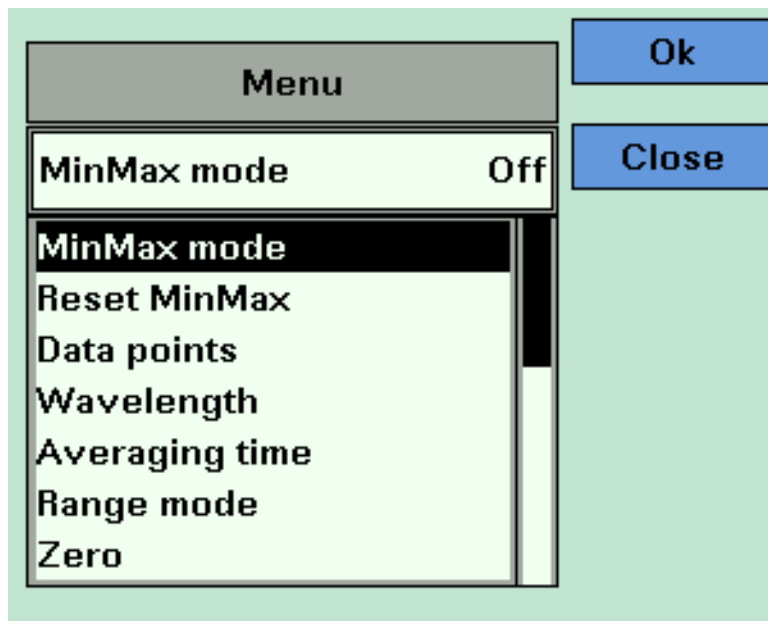 Menu
Ok
MinMax mode Off
Close
MinMax mode
Reset MinMax
Data points
Wavelength
Averaging time
Range mode
Zero